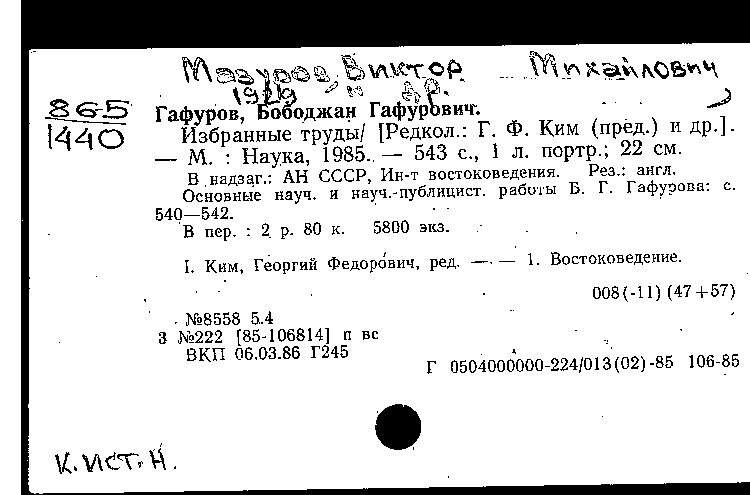 Мазуров, Виктор Михайлович
1929 и др.
865
1440
Гафуров, Бободжан Гафурович.
Избранные труды/ [Редкол.: Г. Ф. Ким (пред.) и др.].
— М. : Наука, 1985. — 543 с., 1 л. портр.; 22 см.
В надзаг.: АН СССР, Ин-т востоковедения. Рез.: англ.
Основные науч. и науч.-публицист. работы Б. Г. Гафурова: с.
540—542.
В пер. : 2 р. 80 к. 5800 экз.
I. Ким, Георгий Федорович, ред. — — 1. Востоковедение.
008(-11) (47+57)
№8558 5.4
3 №222 [85-106814] п вс
ВКП 06.03.86 Г245
Г 0504000000-224/013(02)-85 106-85
К. ИСТ. Н.